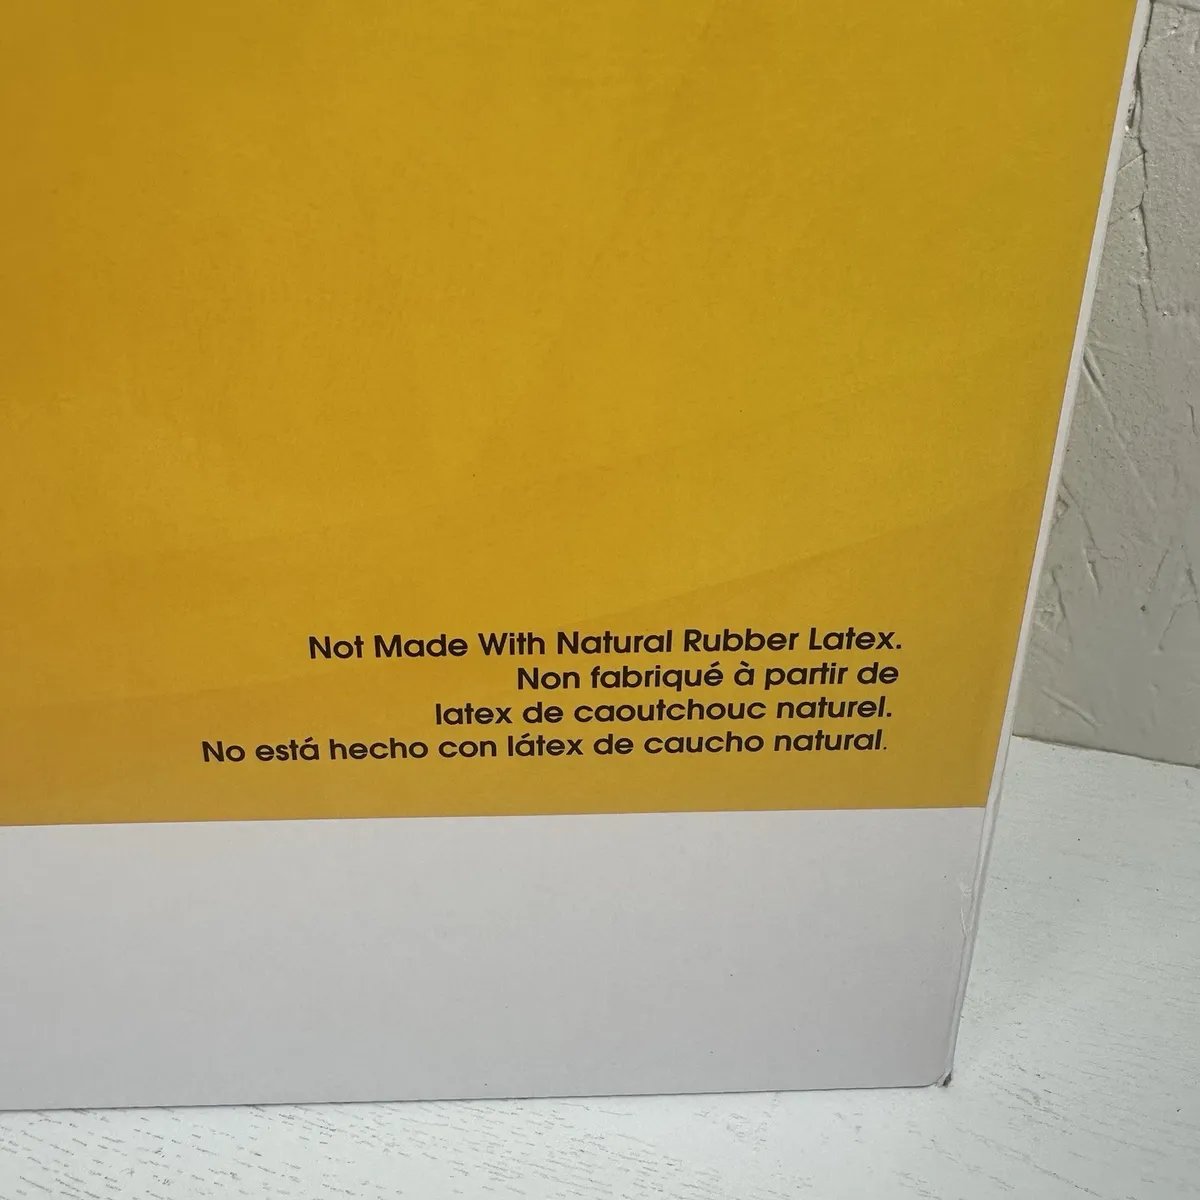 Not Made With Natural Rubber Latex.
Non fabriqué à partir de
latex de caoutchouc naturel.
No está hecho con látex de caucho natural.